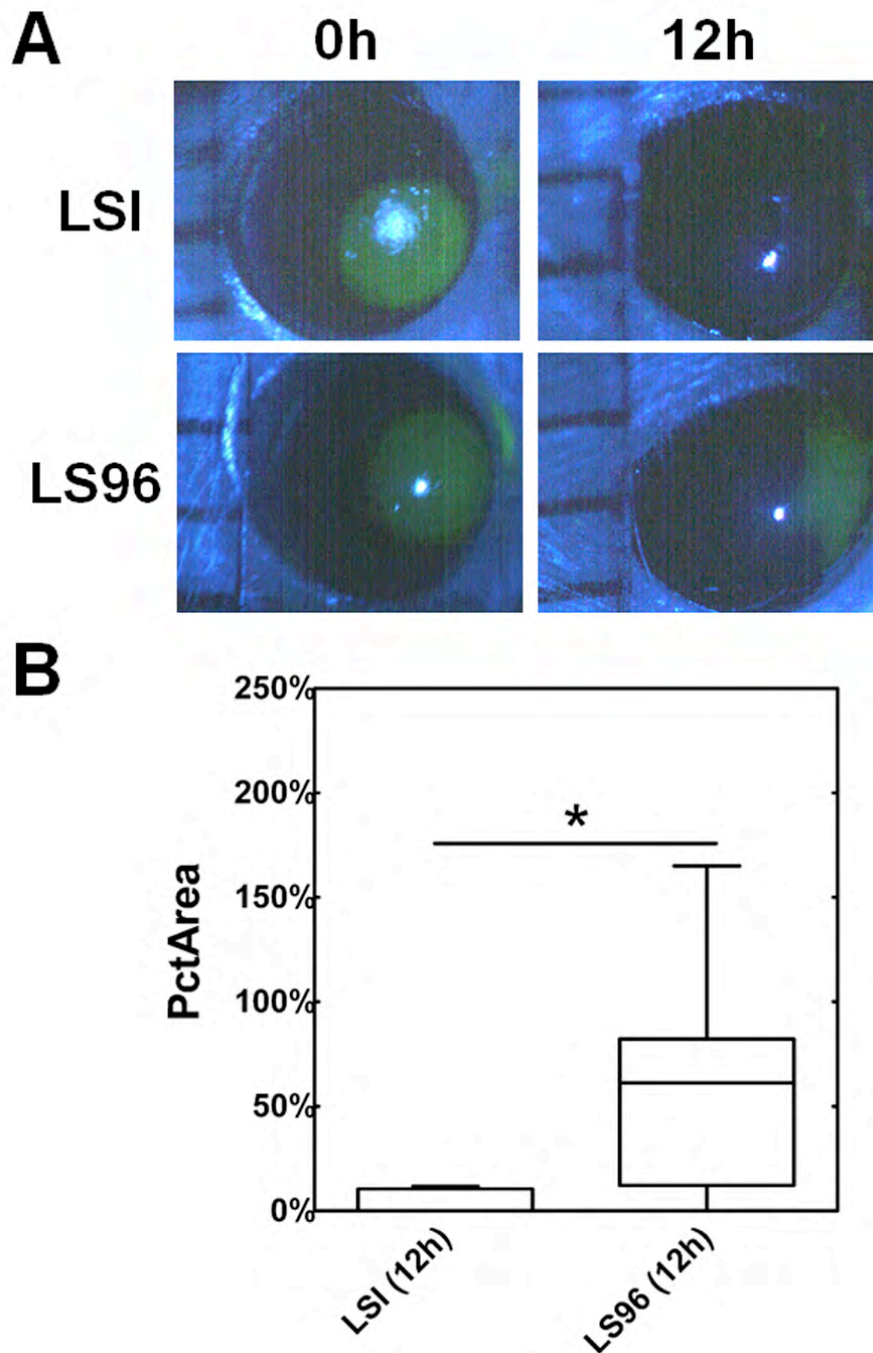 A
0h 12h
LSI
LS96
B
250%
200%
150%
100%
50%
0%
PctArea
*
LSI (12h)
LS96 (12h)